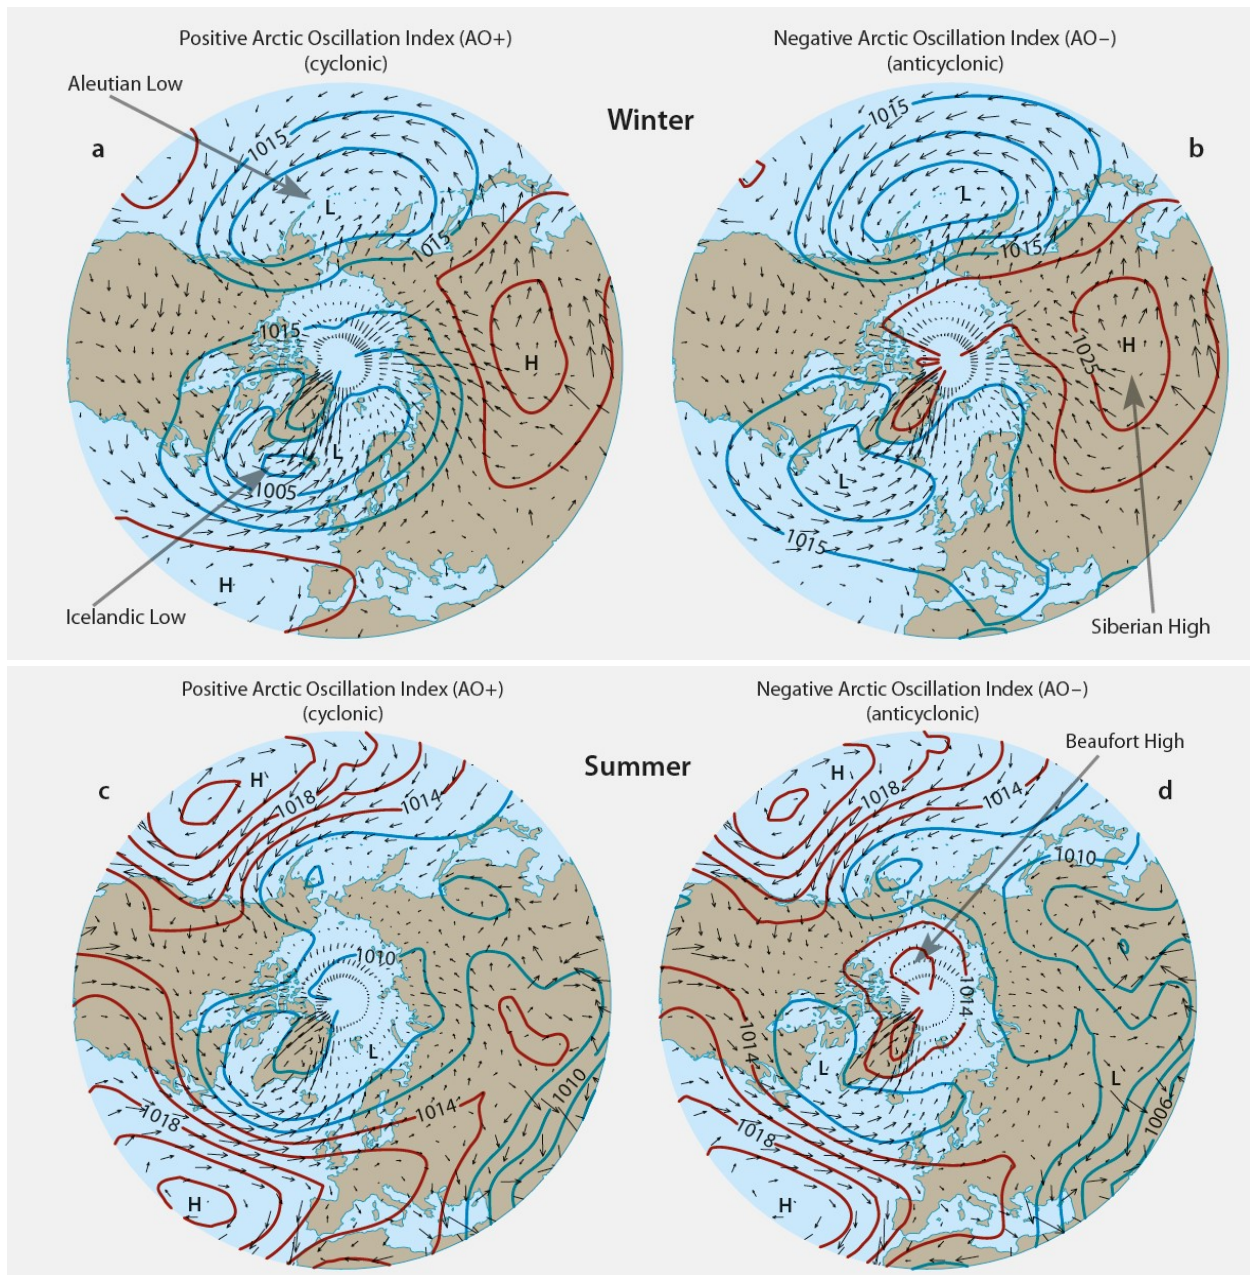 Positive Arctic Oscillation Index (AO+)
(cyclonic)
Negative Arctic Oscillation Index (AO−)
(anticyclonic)
Aleutian Low
Winter
a
b
1015
1015
L
L
1015
1015
1015
H
H
1025
L
L
1005
1015
H
Icelandic Low
Siberian High
Positive Arctic Oscillation Index (AO+)
(cyclonic)
Negative Arctic Oscillation Index (AO−)
(anticyclonic)
Beaufort High
Summer
c
d
H
H
1018
1014
1018
1014
1010
1010
1014
1014
L
L
L
1010
1014
1006
1018
1018
H
H